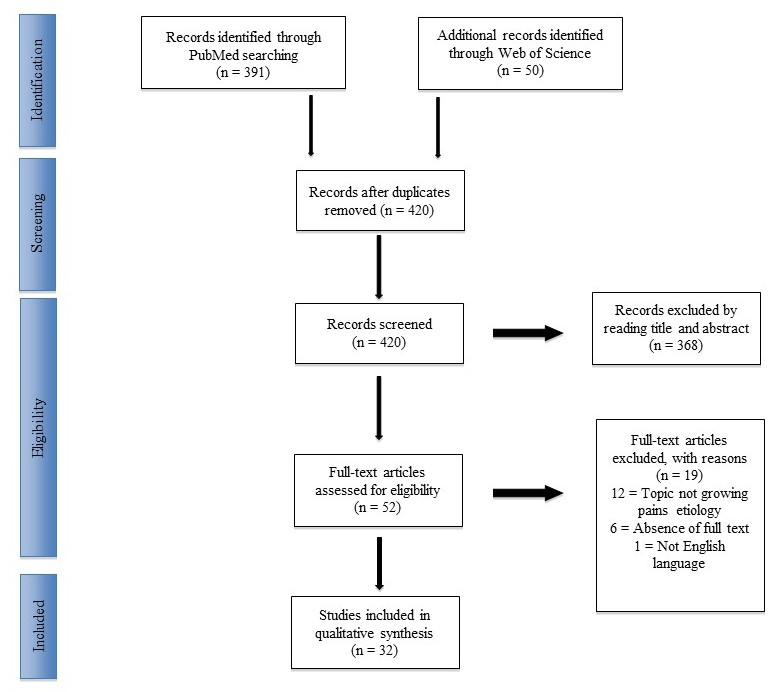 Identification
Records identified through
PubMed searching
(n = 391)
Additional records identified
through Web of Science
(n = 50)
Screening
Records after duplicates
removed (n = 420)
Eligibility
Records screened
(n = 420)
Records excluded by
reading title and abstract
(n = 368)
Full-text articles
assessed for eligibility
(n = 52)
Full-text articles
excluded, with reasons
(n = 19)
12 = Topic not growing
pains etiology
6 = Absence of full text
1 = Not English
language
Included
Studies included in
qualitative synthesis
(n = 32)